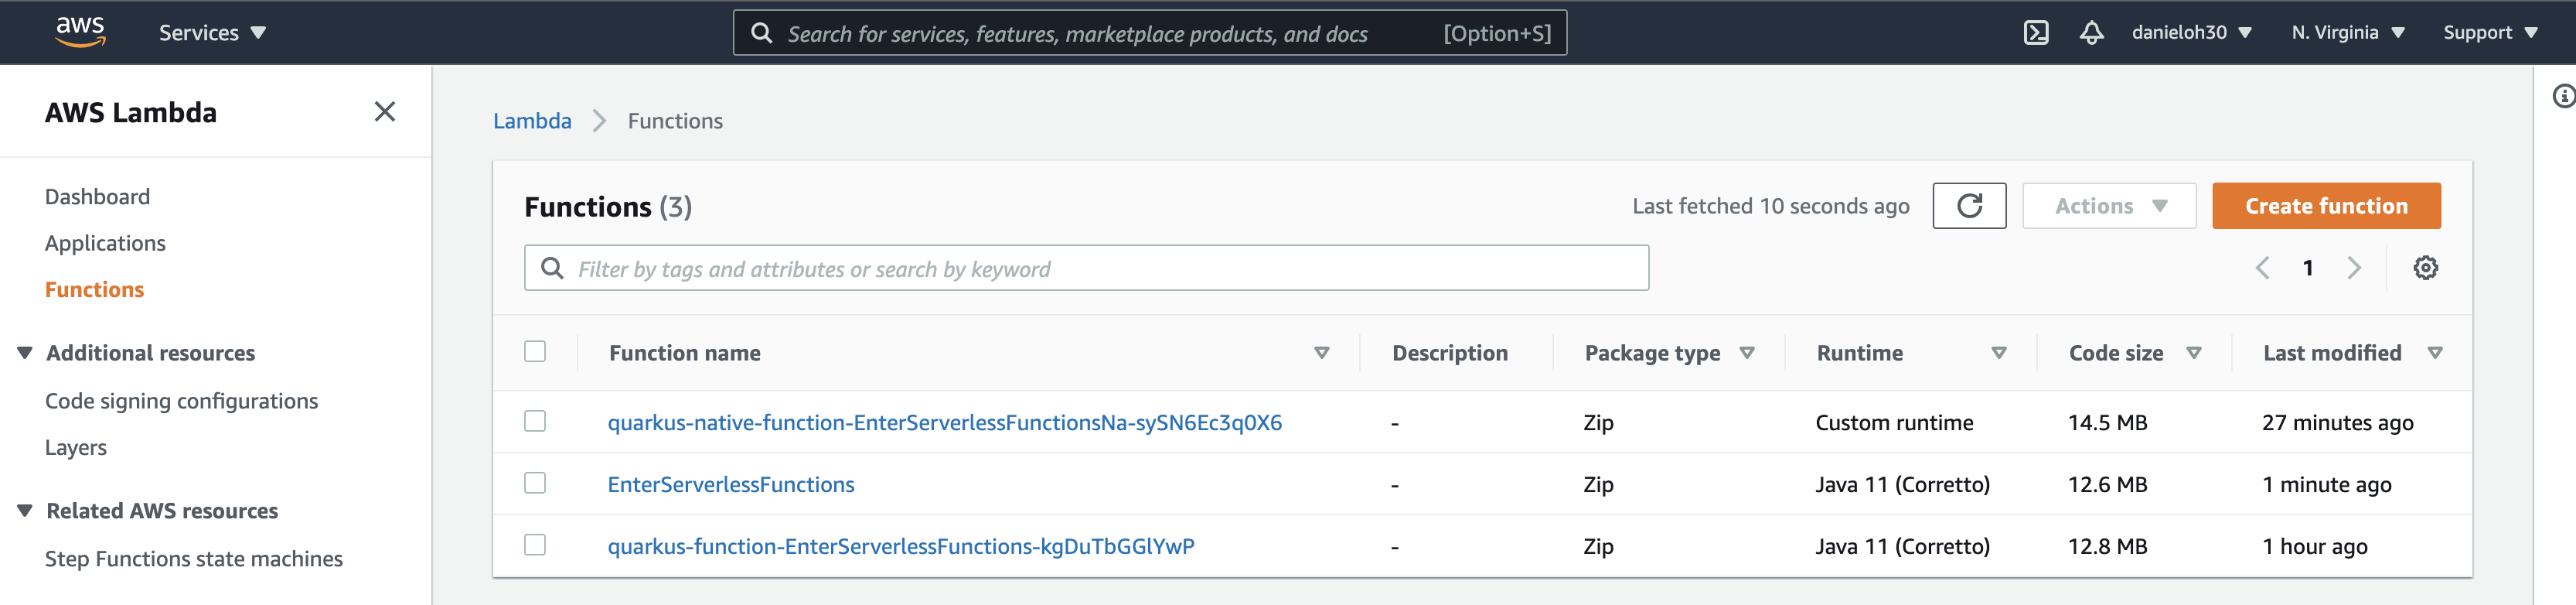 aws Services Search for services, features, marketplace products, and docs [Option+S] danieloh30 N. Virginia Support
AWS Lambda
Dashboard
Applications
Functions
Additional resources
Code signing configurations
Layers
Related AWS resources
Step Functions state machines
Lambda Functions
Functions (3) Last fetched 10 seconds ago Actions Create function
Filter by tags and attributes or search by keyword 1
Function name Description Package type Runtime Code size Last modified
quarkus-native-function-EnterServerlessFunctionsNa-sySN6Ec3q0X6 - Zip Custom runtime 14.5 MB 27 minutes ago
EnterServerlessFunctions - Zip Java 11 (Corretto) 12.6 MB 1 minute ago
quarkus-function-EnterServerlessFunctions-kgDuTbGGlYwP - Zip Java 11 (Corretto) 12.8 MB 1 hour ago